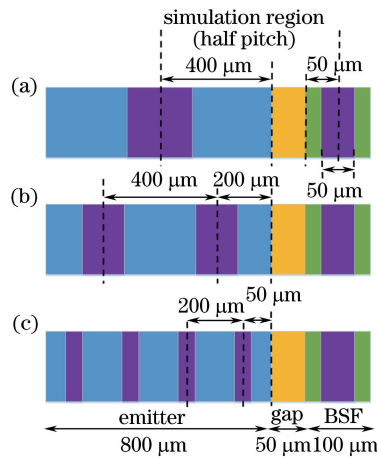 simulation region
(half pitch)
50 μm
(a)
400 μm
50 μm
(b)
400 μm
200 μm
50 μm
(c)
200 μm
emitter
gap
BSF
800 μm
50 μm
100 μm